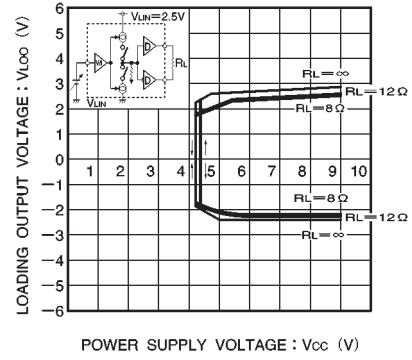 LOADING OUTPUT VOLTAGE : VLOO (V)
6
5
4
3
2
1
0
−1
−2
−3
−4
−5
−6
VLIN=2.5V
V/I
D
D
RL
VLIN
RL=∞
RL=12Ω
RL=8Ω
1 2 3 4 5 6 7 8 9 10
RL=8Ω
RL=12Ω
RL=∞
POWER SUPPLY VOLTAGE : VCC (V)